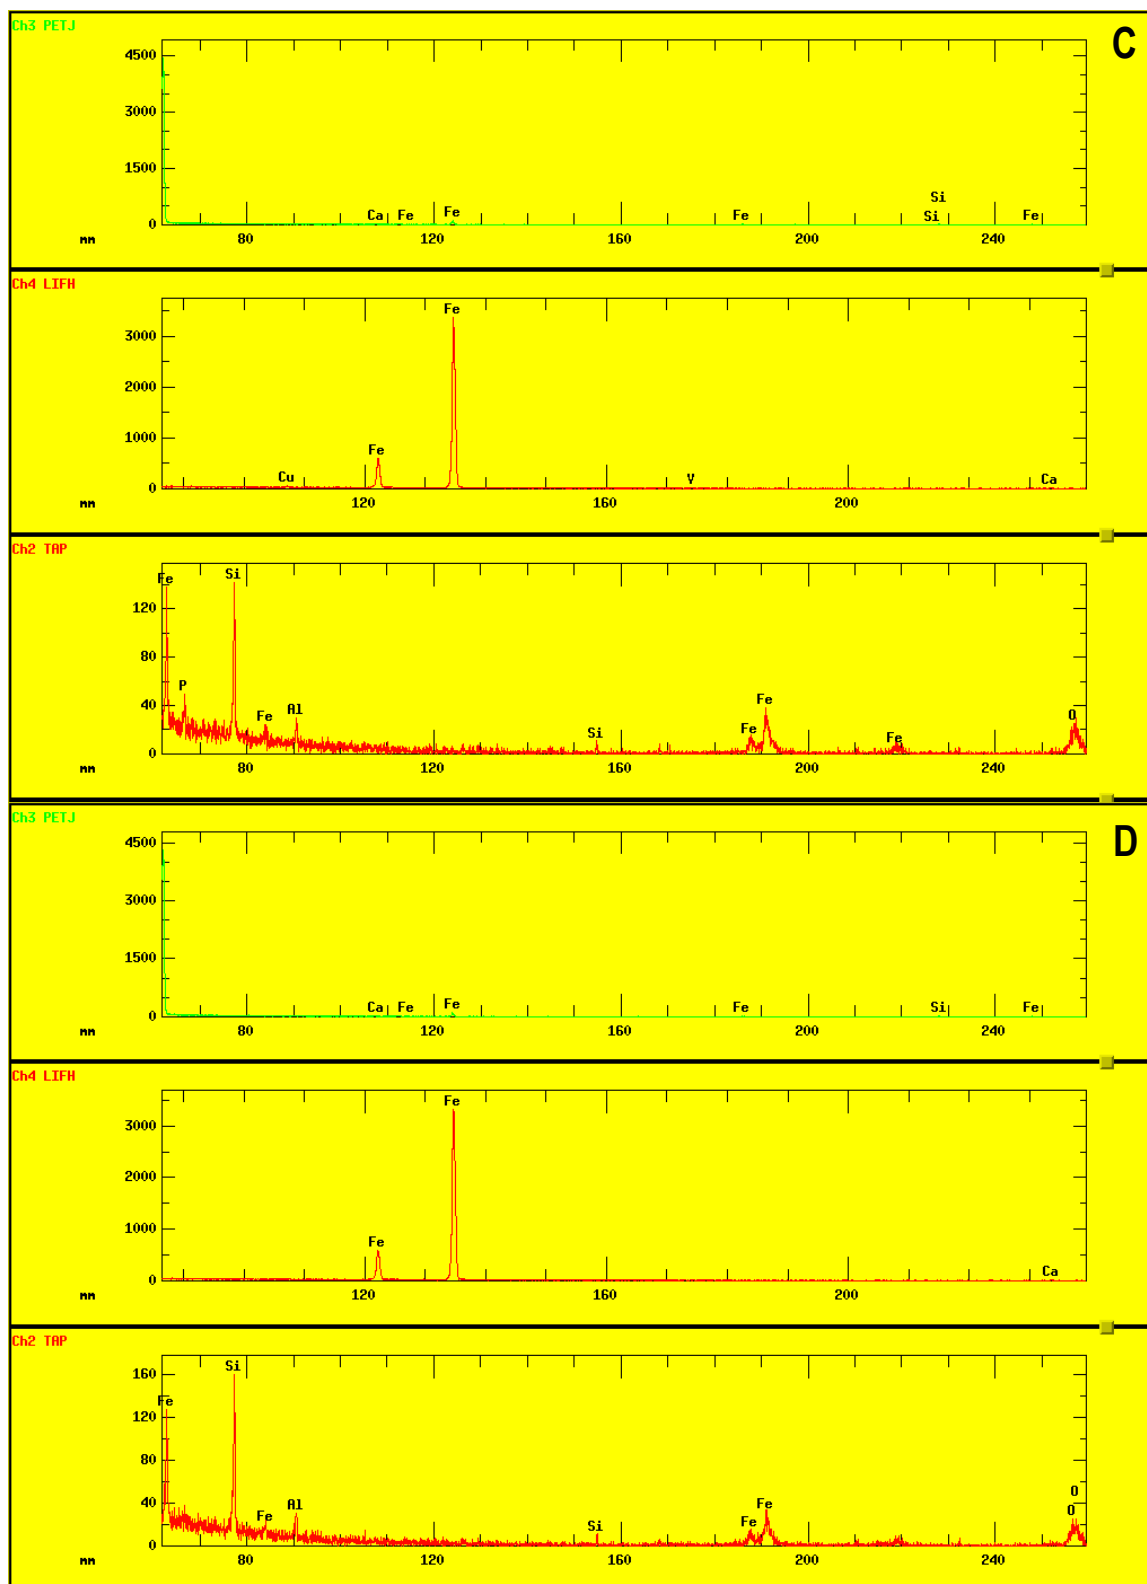 Ch3 PETJ
C
4500
3000
1500
0
Si
Ca Fe Fe Fe Si Fe
mm 80 120 160 200 240
Ch4 LIFH
Fe
3000
2000
1000
Fe
0
Cu V Ca
mm 120 160 200
Ch2 TAP
Fe Si
120
80
P
40
Fe Al Si Fe Fe Fe O
0
mm 80 120 160 200 240
Ch3 PETJ
D
4500
3000
1500
0
Ca Fe Fe Fe Si Fe
mm 80 120 160 200 240
Ch4 LIFH
Fe
3000
2000
1000
Fe
0
Ca
mm 120 160 200
Ch2 TAP
Si
160
Fe
120
80
O
40
Fe Al Si Fe Fe O
0
mm 80 120 160 200 240